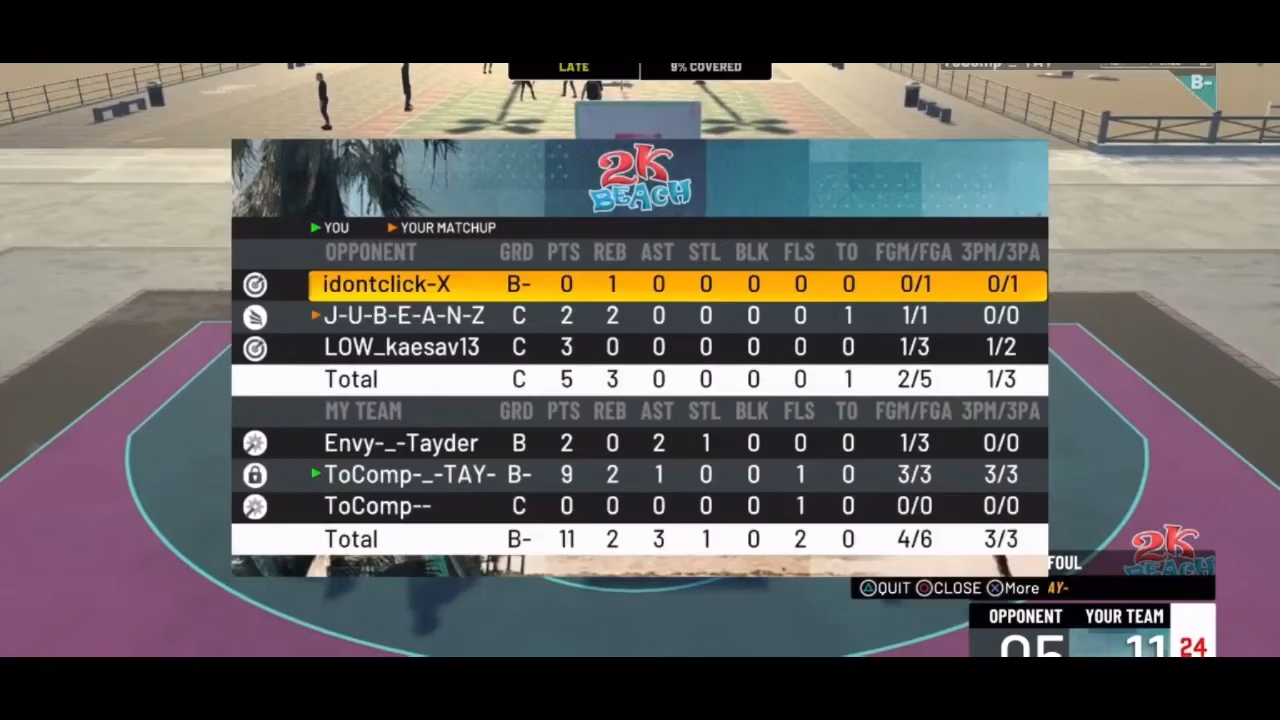 LATE 9% COVERED
B-
2K
BEACH
YOU YOUR MATCHUP
OPPONENT GRD PTS REB AST STL BLK FLS TO FGM/FGA 3PM/3PA
idontclick-X B- 0 1 0 0 0 0 0 0/1 0/1
J-U-B-E-A-N-Z C 2 2 0 0 0 0 1 1/1 0/0
LOW_kaesav13 C 3 0 0 0 0 0 0 1/3 1/2
Total C 5 3 0 0 0 0 1 2/5 1/3
MY TEAM GRD PTS REB AST STL BLK FLS TO FGM/FGA 3PM/3PA
Envy-_-Tayder B 2 0 2 1 0 0 0 1/3 0/0
ToComp-_-TAY- B- 9 2 1 0 0 1 0 3/3 3/3
ToComp-- C 0 0 0 0 0 1 0 0/0 0/0
Total B- 11 2 3 1 0 2 0 4/6 3/3
2K
BEACH
FOUL
QUIT CLOSE More AY-
OPPONENT YOUR TEAM
05 11 24